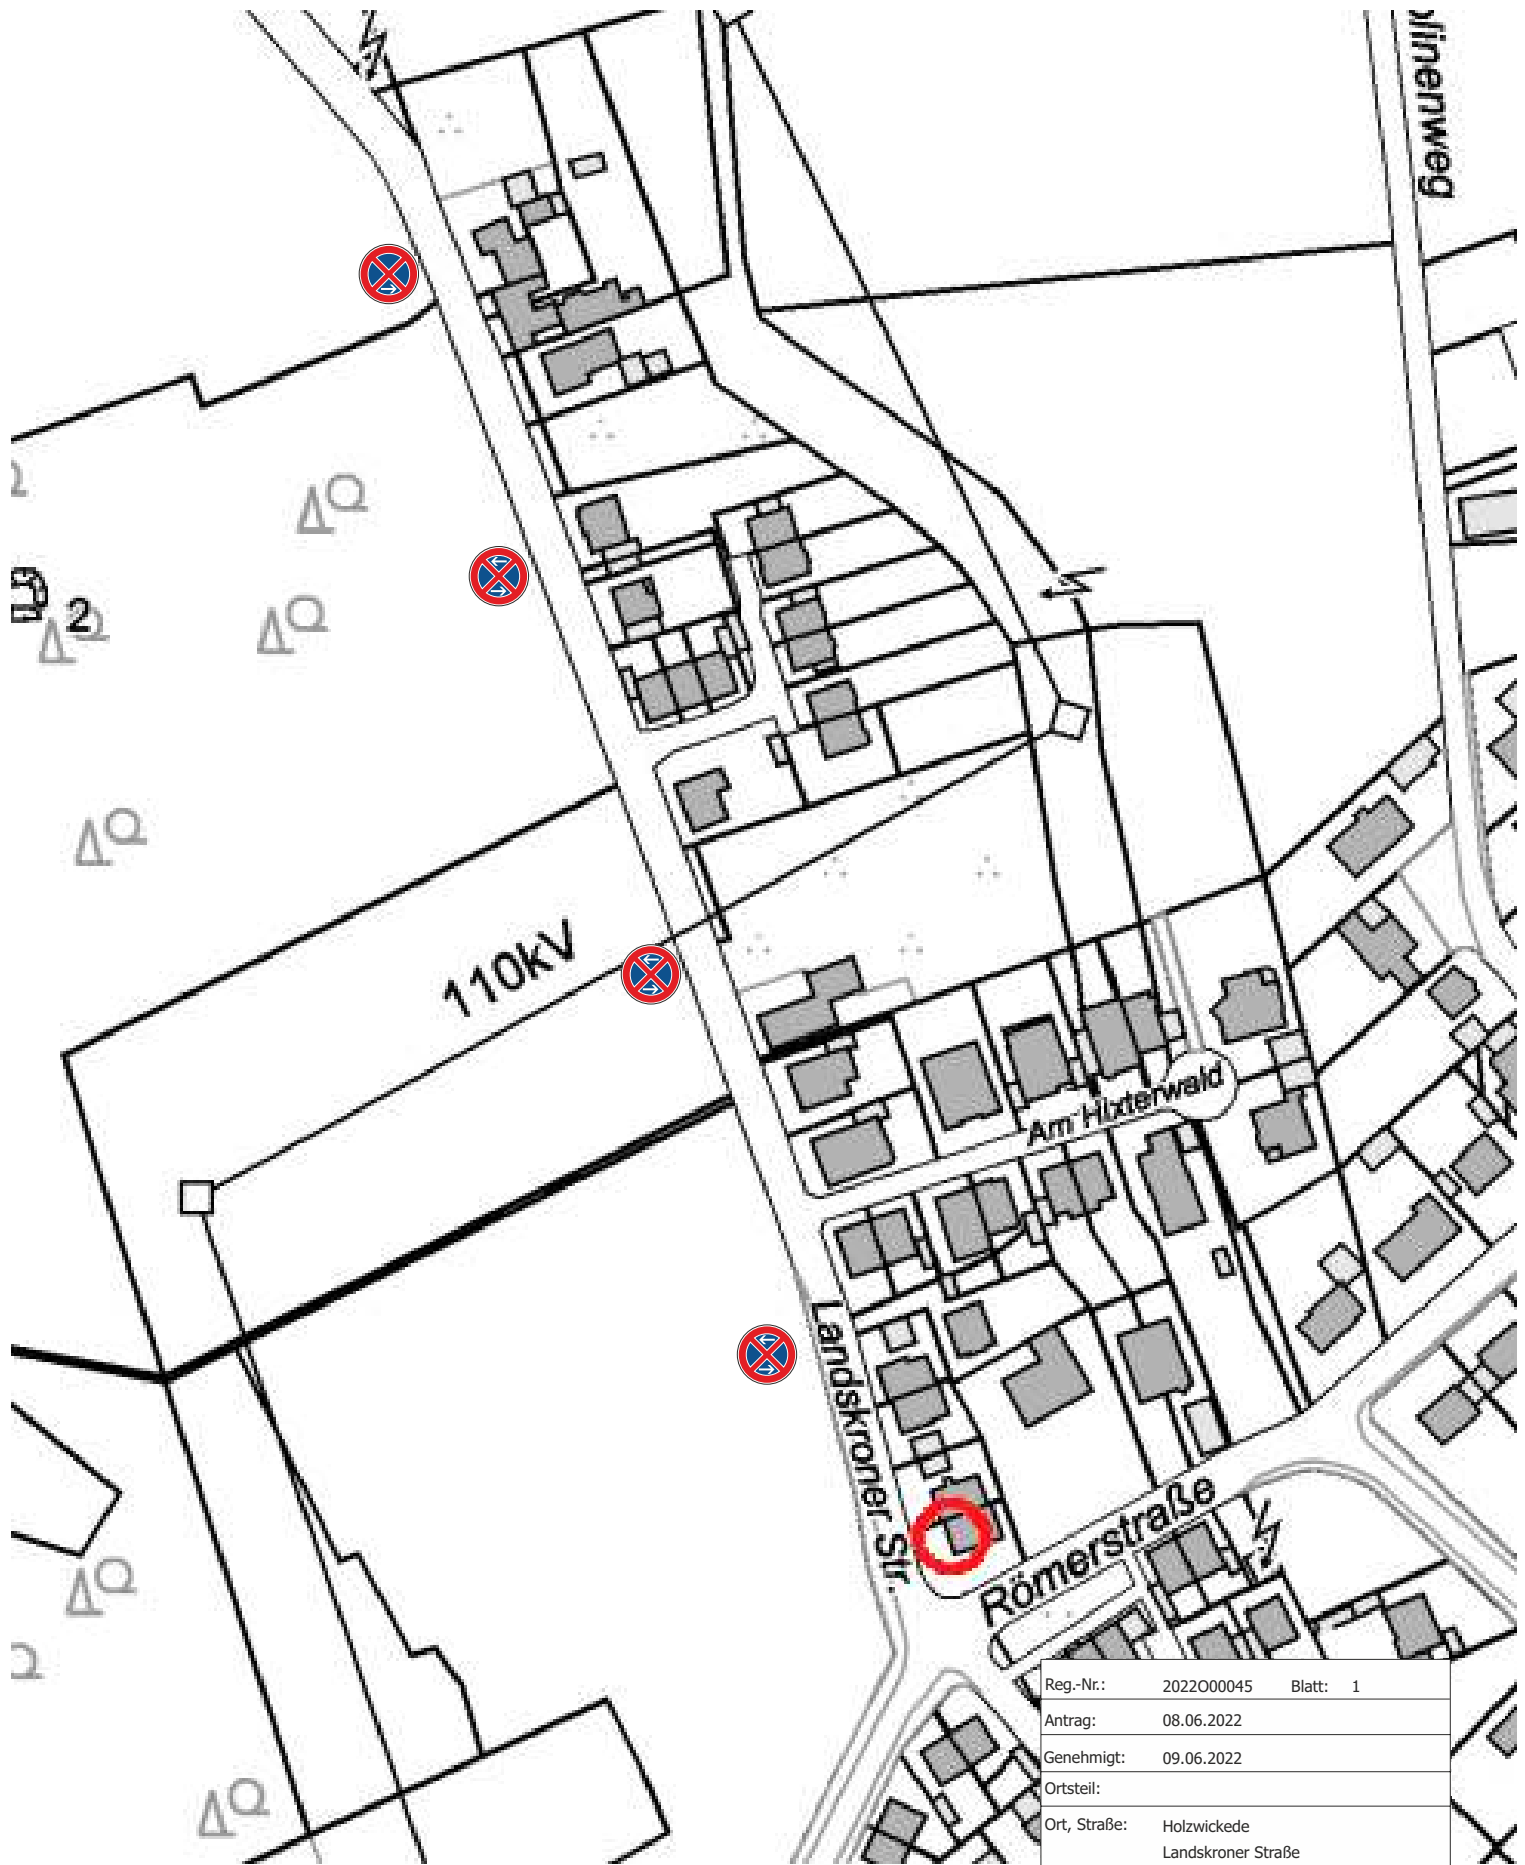 olinenweg
2
110kV
Am Hixterwald
Landskroner Str.
Römerstraße
Reg.-Nr.: 2022O00045 Blatt: 1
Antrag: 08.06.2022
Genehmigt: 09.06.2022
Ortsteil:
Ort, Straße: Holzwickede
Landskroner Straße